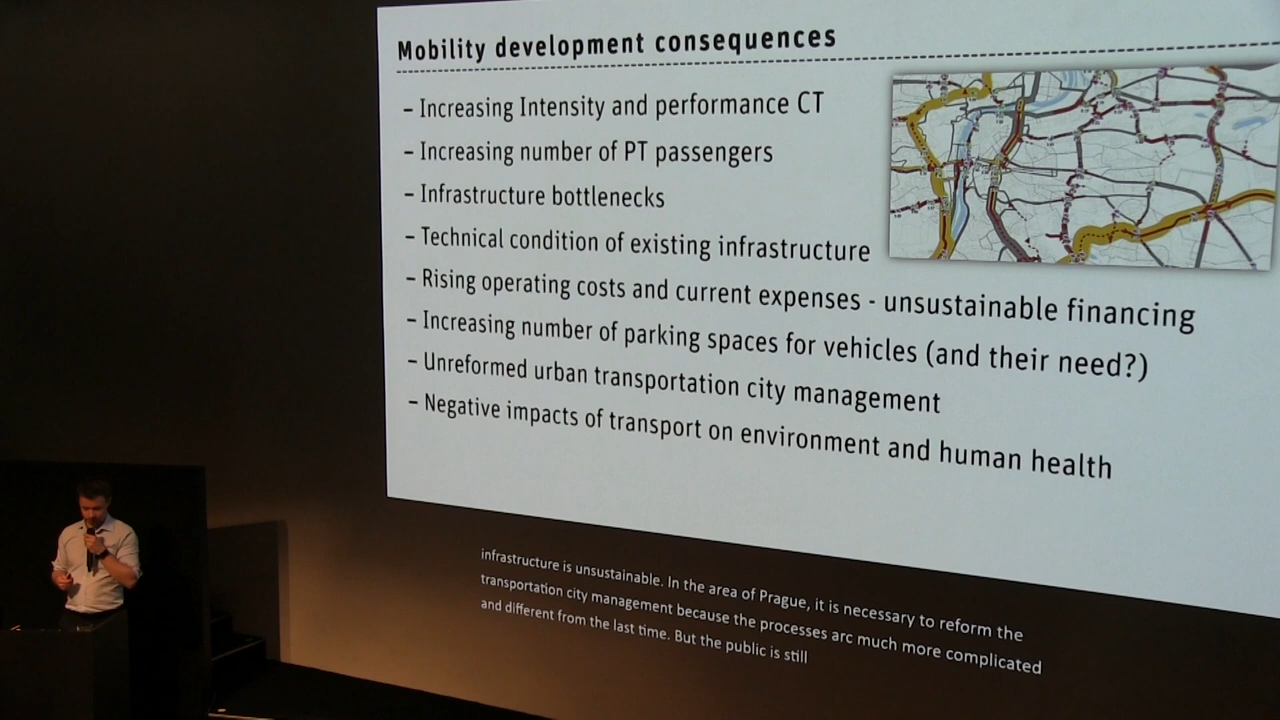 Mobility development consequences
– Increasing Intensity and performance CT
– Increasing number of PT passengers
– Infrastructure bottlenecks
– Technical condition of existing infrastructure
– Rising operating costs and current expenses - unsustainable financing
– Increasing number of parking spaces for vehicles (and their need?)
– Unreformed urban transportation city management
– Negative impacts of transport on environment and human health
infrastructure is unsustainable. In the area of Prague, it is necessary to reform the
transportation city management because the processes arc much more complicated
and different from the last time. But the public is still